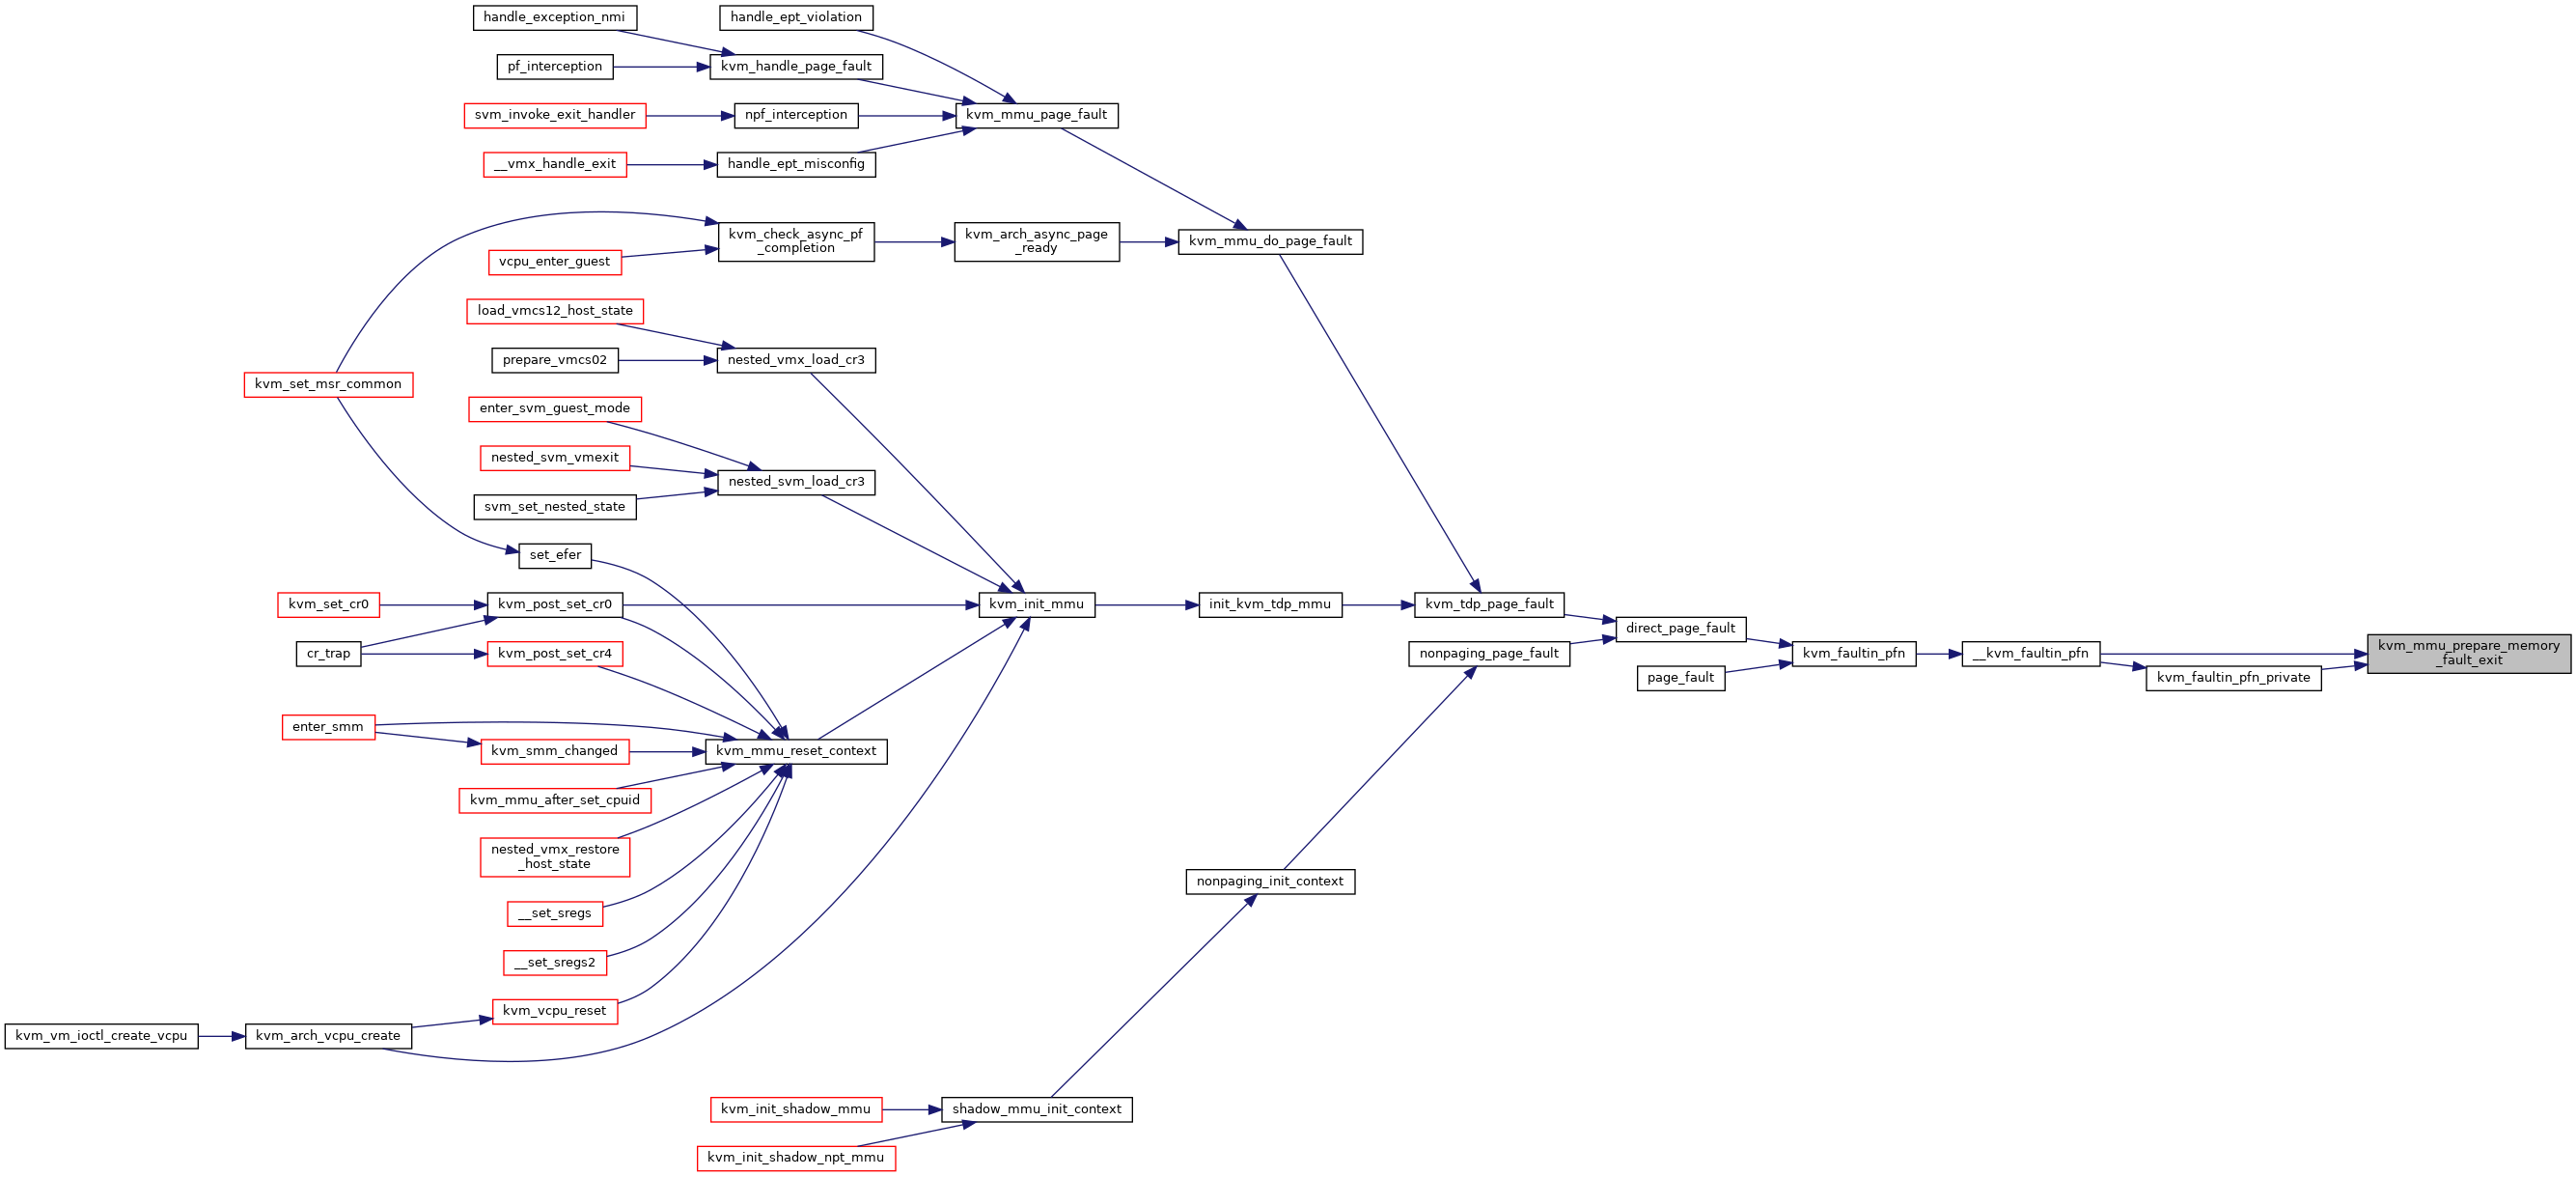 handle_exception_nmi
handle_ept_violation
pf_interception
kvm_handle_page_fault
svm_invoke_exit_handler
npf_interception
kvm_mmu_page_fault
__vmx_handle_exit
handle_ept_misconfig
kvm_check_async_pf
_completion
kvm_arch_async_page
_ready
kvm_mmu_do_page_fault
vcpu_enter_guest
load_vmcs12_host_state
prepare_vmcs02
nested_vmx_load_cr3
kvm_set_msr_common
enter_svm_guest_mode
nested_svm_vmexit
nested_svm_load_cr3
svm_set_nested_state
set_efer
kvm_set_cr0
kvm_post_set_cr0
kvm_init_mmu
init_kvm_tdp_mmu
kvm_tdp_page_fault
direct_page_fault
cr_trap
kvm_post_set_cr4
nonpaging_page_fault
kvm_faultin_pfn
__kvm_faultin_pfn
kvm_mmu_prepare_memory
_fault_exit
page_fault
kvm_faultin_pfn_private
enter_smm
kvm_smm_changed
kvm_mmu_reset_context
kvm_mmu_after_set_cpuid
nested_vmx_restore
_host_state
nonpaging_init_context
__set_sregs
__set_sregs2
kvm_vcpu_reset
kvm_vm_ioctl_create_vcpu
kvm_arch_vcpu_create
kvm_init_shadow_mmu
shadow_mmu_init_context
kvm_init_shadow_npt_mmu